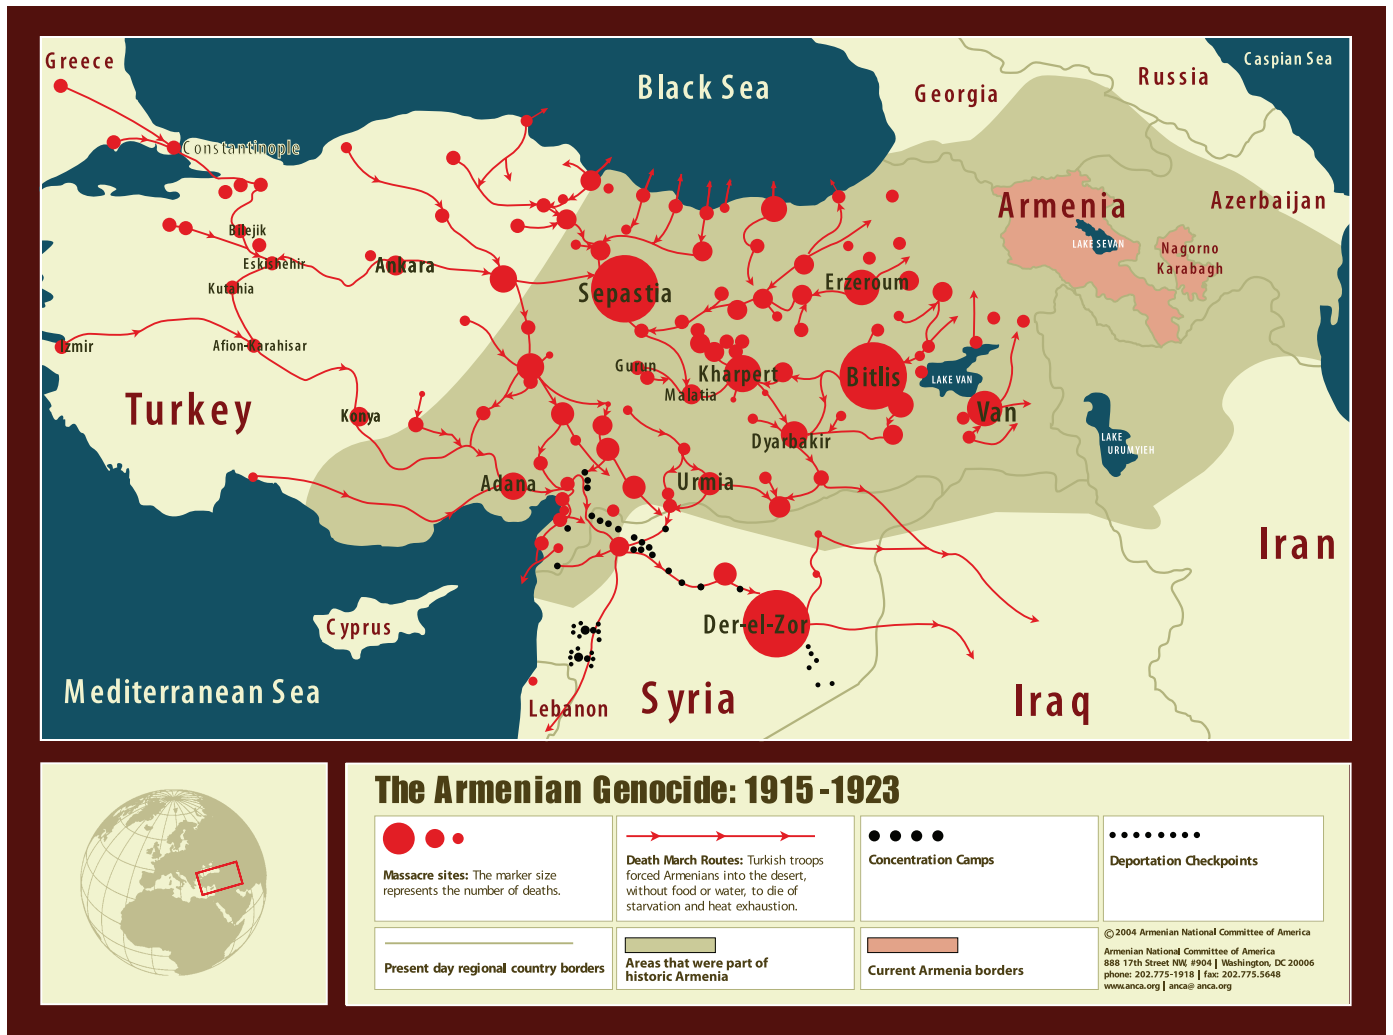 Greece
Black Sea
Georgia
Russia
Caspian Sea
Constantinople
Armenia
Azerbaijan
LAKE SEVAN
Nagorno
Karabagh
Bilejik
Eskishehir
Ankara
Kutahia
Sepastia
Erzeroum
Izmir
Afion-Karahisar
Gurun
Kharpert
Malatia
Bitlis
LAKE VAN
Van
Turkey
Konya
Dyarbakir
LAKE
URUMYIEH
Adana
Urmia
Iran
Cyprus
Der-el-Zor
Mediterranean Sea
Lebanon
Syria
Iraq
The Armenian Genocide: 1915 -1923
Massacre sites: The marker size
represents the number of deaths.
Death March Routes: Turkish troops
forced Armenians into the desert,
without food or water, to die of
starvation and heat exhaustion.
Concentration Camps
Deportation Checkpoints
Present day regional country borders
Areas that were part of
historic Armenia
Current Armenia borders
© 2004 Armenian National Committee of America
Armenian National Committee of America
888 17th Street NW, #904 | Washington, DC 20006
phone: 202.775-1918 | fax: 202.775.5648
www.anca.org | anca@ anca.org